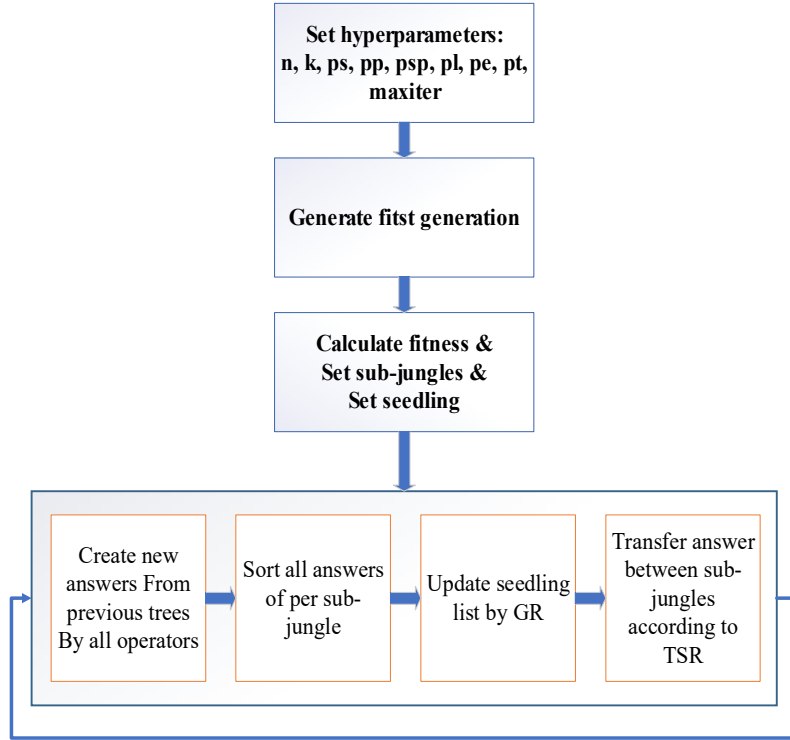 Set hyperparameters:
n, k, ps, pp, psp, pl, pe, pt,
maxiter
Generate fitst generation
Calculate fitness &
Set sub-jungles &
Set seedling
Create new
answers From
previous trees
By all operators
Sort all answers
of per sub-
jungle
Update seedling
list by GR
Transfer answer
between sub-
jungles
according to
TSR